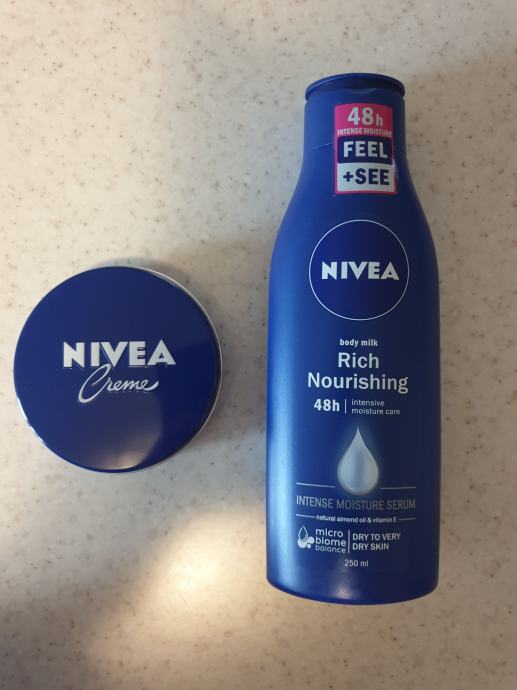 NIVEA
Creme
48h
INTENSE MOISTURE
FEEL
+SEE
NIVEA
body milk
Rich
Nourishing
48h | intensive
moisture care
INTENSE MOISTURE SERUM
natural almond oil & vitamin E
micro
biome
balance
DRY TO VERY
DRY SKIN
250 ml